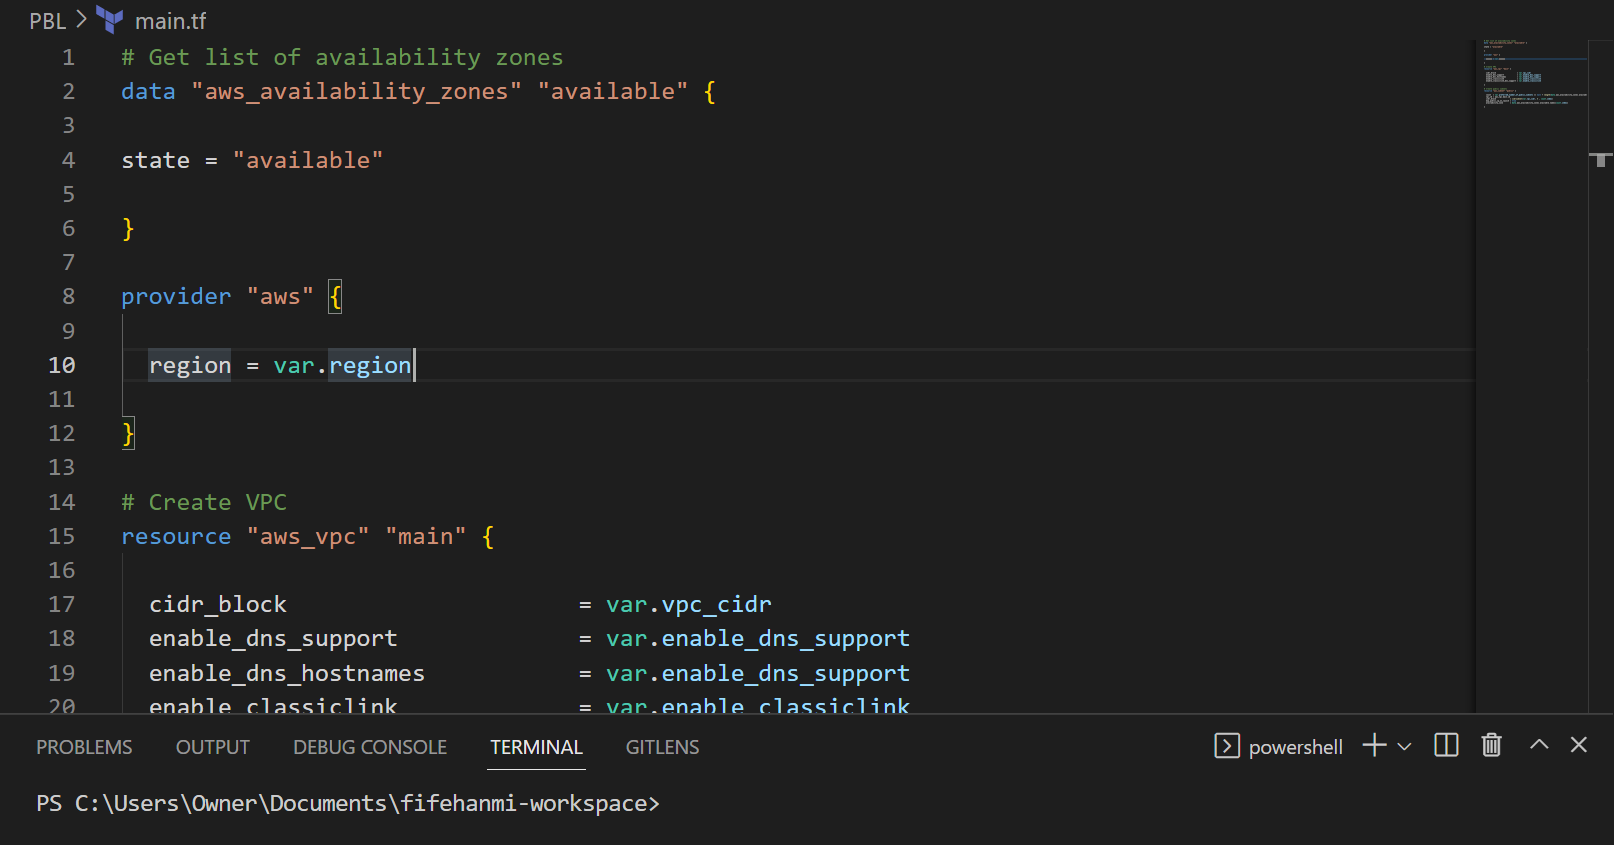 PBL > main.tf
1 # Get list of availability zones
2 data "aws_availability_zones" "available" {
3
4 state = "available"
5
6 }
7
8 provider "aws" {
9
10 region = var.region
11
12 }
13
14 # Create VPC
15 resource "aws_vpc" "main" {
16
17 cidr_block = var.vpc_cidr
18 enable_dns_support = var.enable_dns_support
19 enable_dns_hostnames = var.enable_dns_support
20 enable_classiclink = var.enable_classiclink
PROBLEMS OUTPUT DEBUG CONSOLE TERMINAL GITLENS powershell
PS C:\Users\Owner\Documents\fifehanmi-workspace>